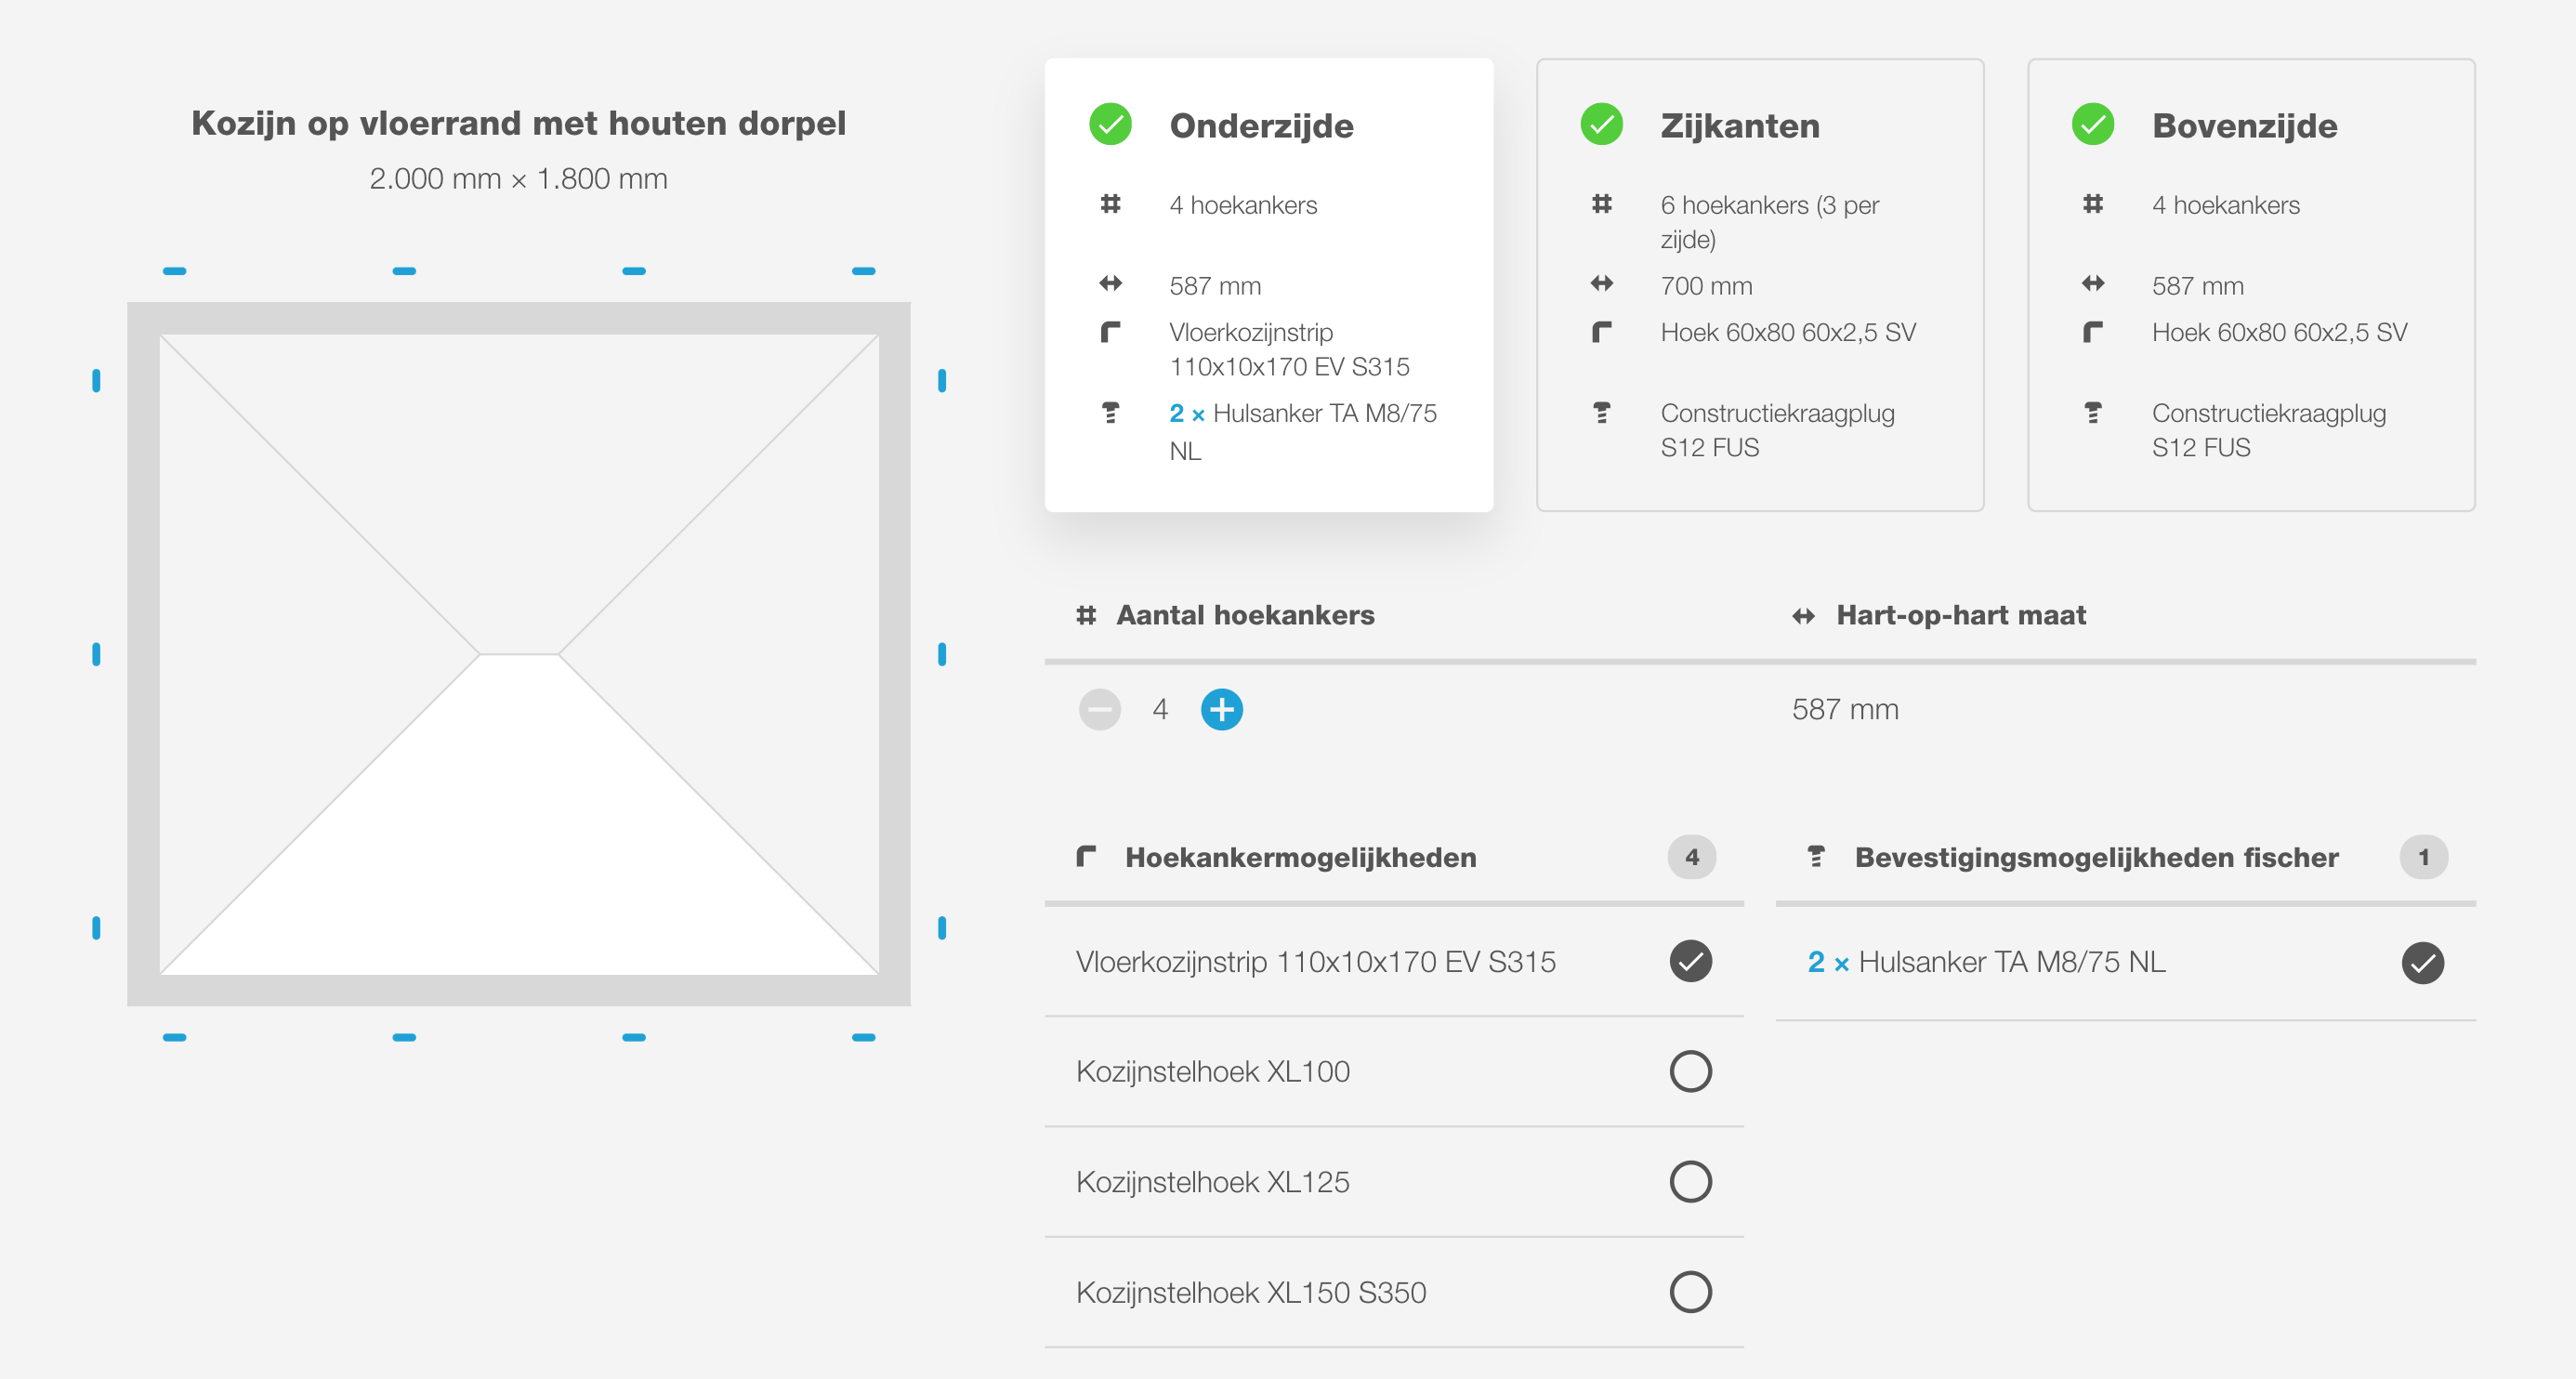 Kozijn op vloerrand met houten dorpel
2.000 mm × 1.800 mm
Onderzijde
4 hoekankers
587 mm
Vloerkozijnstrip
110x10x170 EV S315
2 × Hulsanker TA M8/75
NL
Zijkanten
6 hoekankers (3 per
zijde)
700 mm
Hoek 60x80 60x2,5 SV
Constructiekraagplug
S12 FUS
Bovenzijde
4 hoekankers
587 mm
Hoek 60x80 60x2,5 SV
Constructiekraagplug
S12 FUS
Aantal hoekankers
4
Hart-op-hart maat
587 mm
Hoekankermogelijkheden 4
Vloerkozijnstrip 110x10x170 EV S315
Kozijnstelhoek XL100
Kozijnstelhoek XL125
Kozijnstelhoek XL150 S350
Bevestigingsmogelijkheden fischer 1
2 × Hulsanker TA M8/75 NL